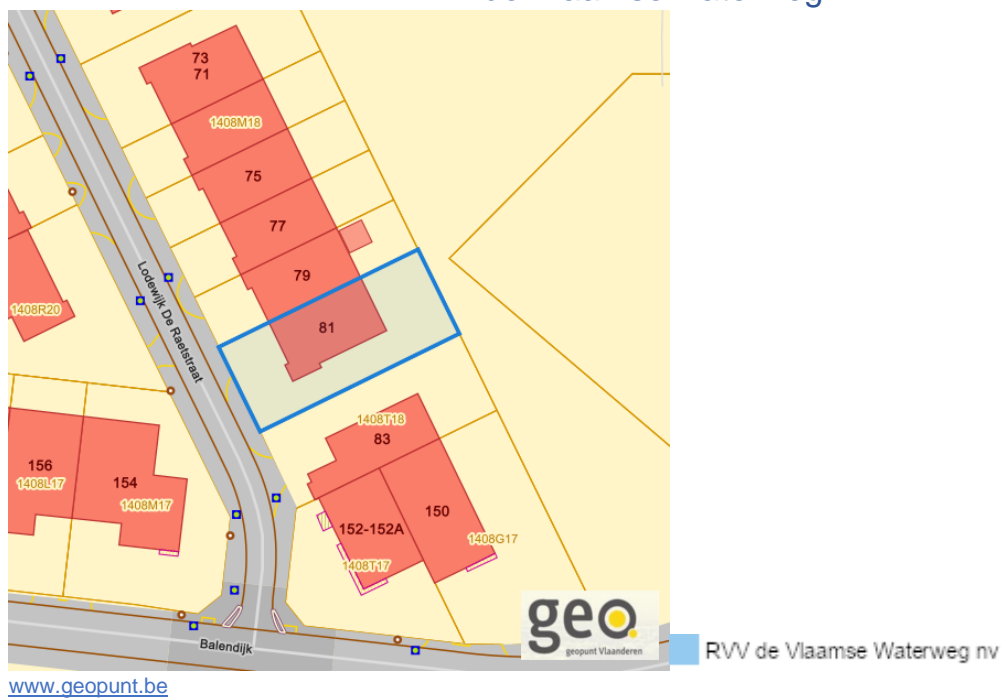 73
71
1408M18
75
77
79
81
Lodewijk De Raetstraat
1408R20
1408T18
83
156
1408L17
154
1408M17
150
152-152A
1408G17
1408T17
geo
geopunt Vlaanderen
Balendijk
RVV de Vlaamse Waterweg nv
www.geopunt.be